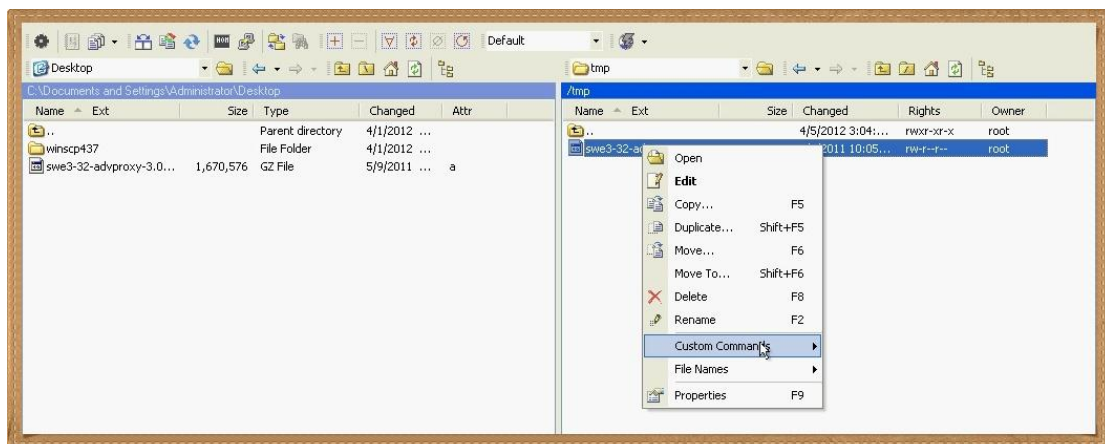 Default
Desktop
tmp
C:\Documents and Settings\Administrator\Desktop
Name Ext Size Type Changed Attr
.. Parent directory 4/1/2012 ...
winscp437 File Folder 4/1/2012 ...
swe3-32-advproxy-3.0... 1,670,576 GZ File 5/9/2011 ... a
/tmp
Name Ext Size Changed Rights Owner
.. 4/5/2012 3:04:... rwxr-xr-x root
swe3-32-ad 2011 10:05... rw-r--r-- root
Open
Edit
Copy... F5
Duplicate... Shift+F5
Move... F6
Move To... Shift+F6
Delete F8
Rename F2
Custom Commands
File Names
Properties F9